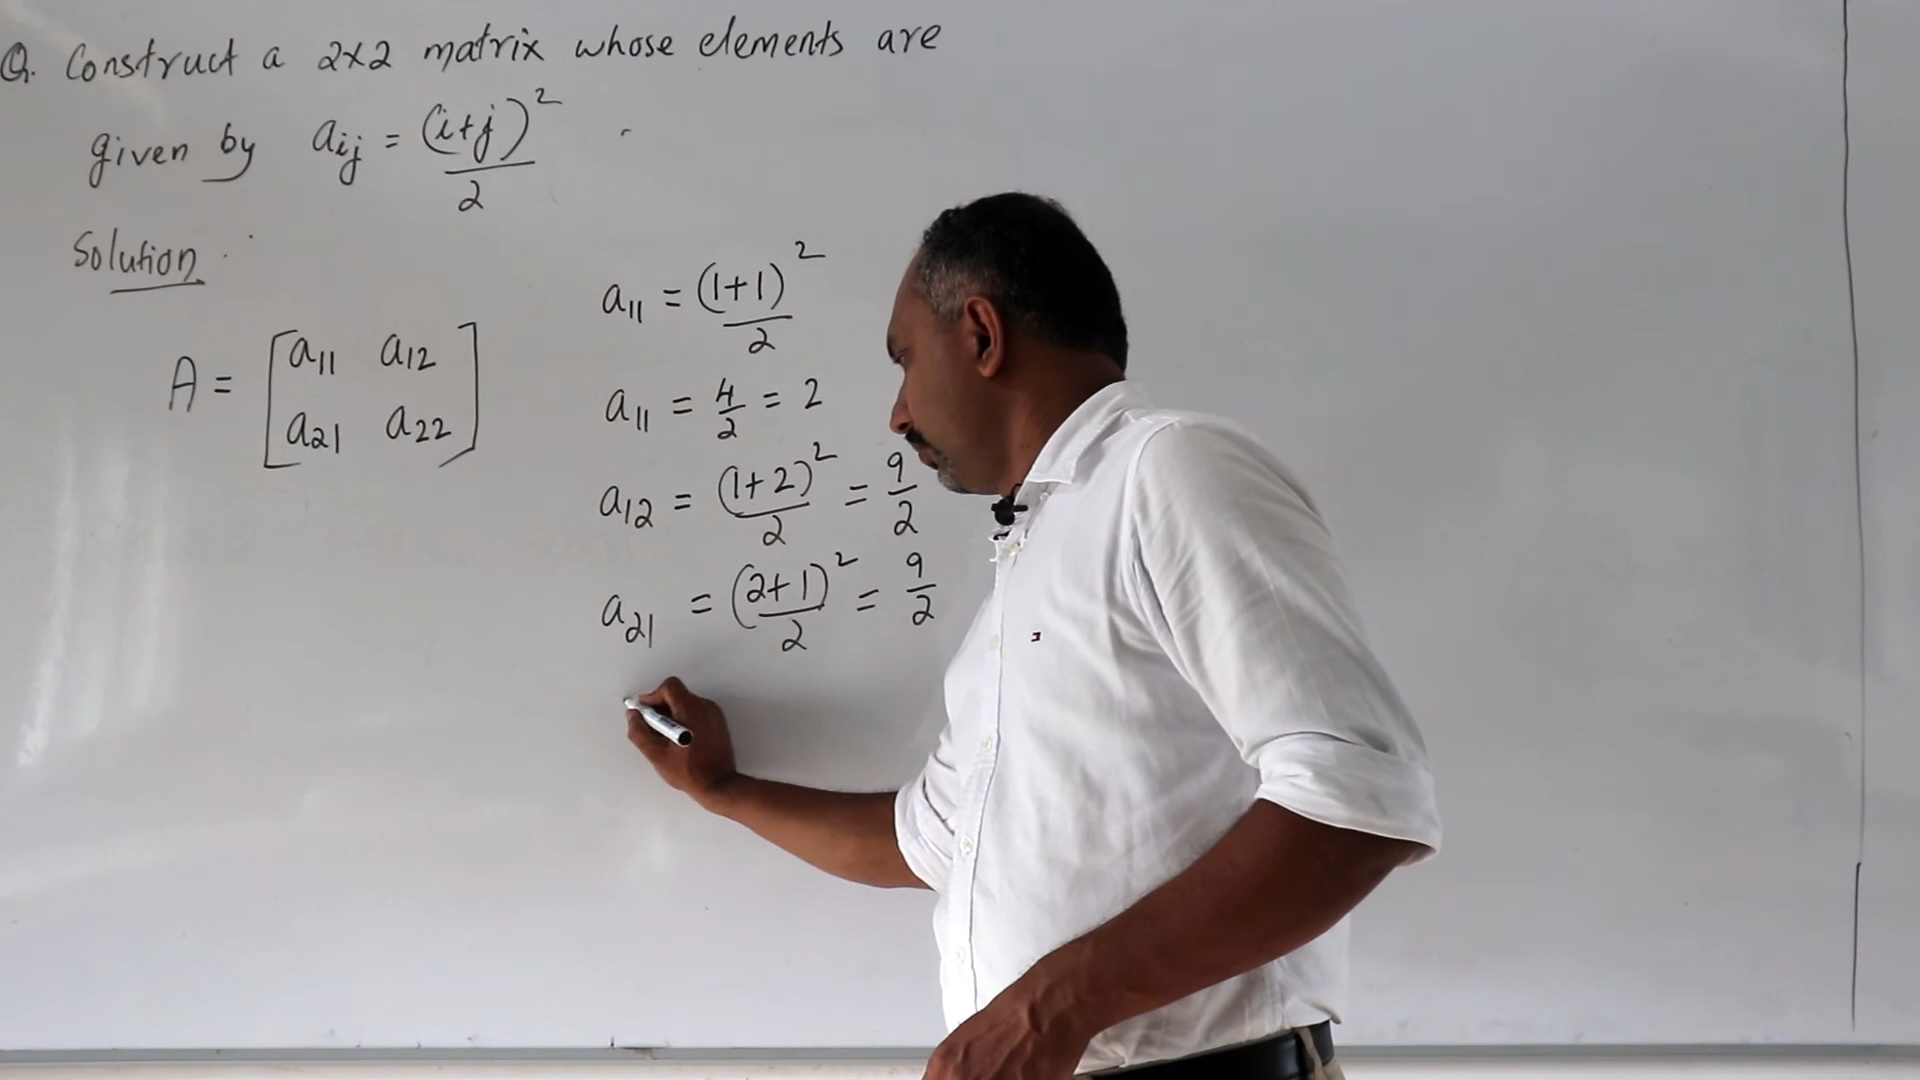 Q. Construct a 2x2 matrix whose elements are
given by aij = (i+j)²/2
Solution :
A = [a11 a12
a21 a22]
a11 = (1+1)²/2
a11 = 4/2 = 2
a12 = (1+2)²/2 = 9/2
a21 = (2+1)²/2 = 9/2